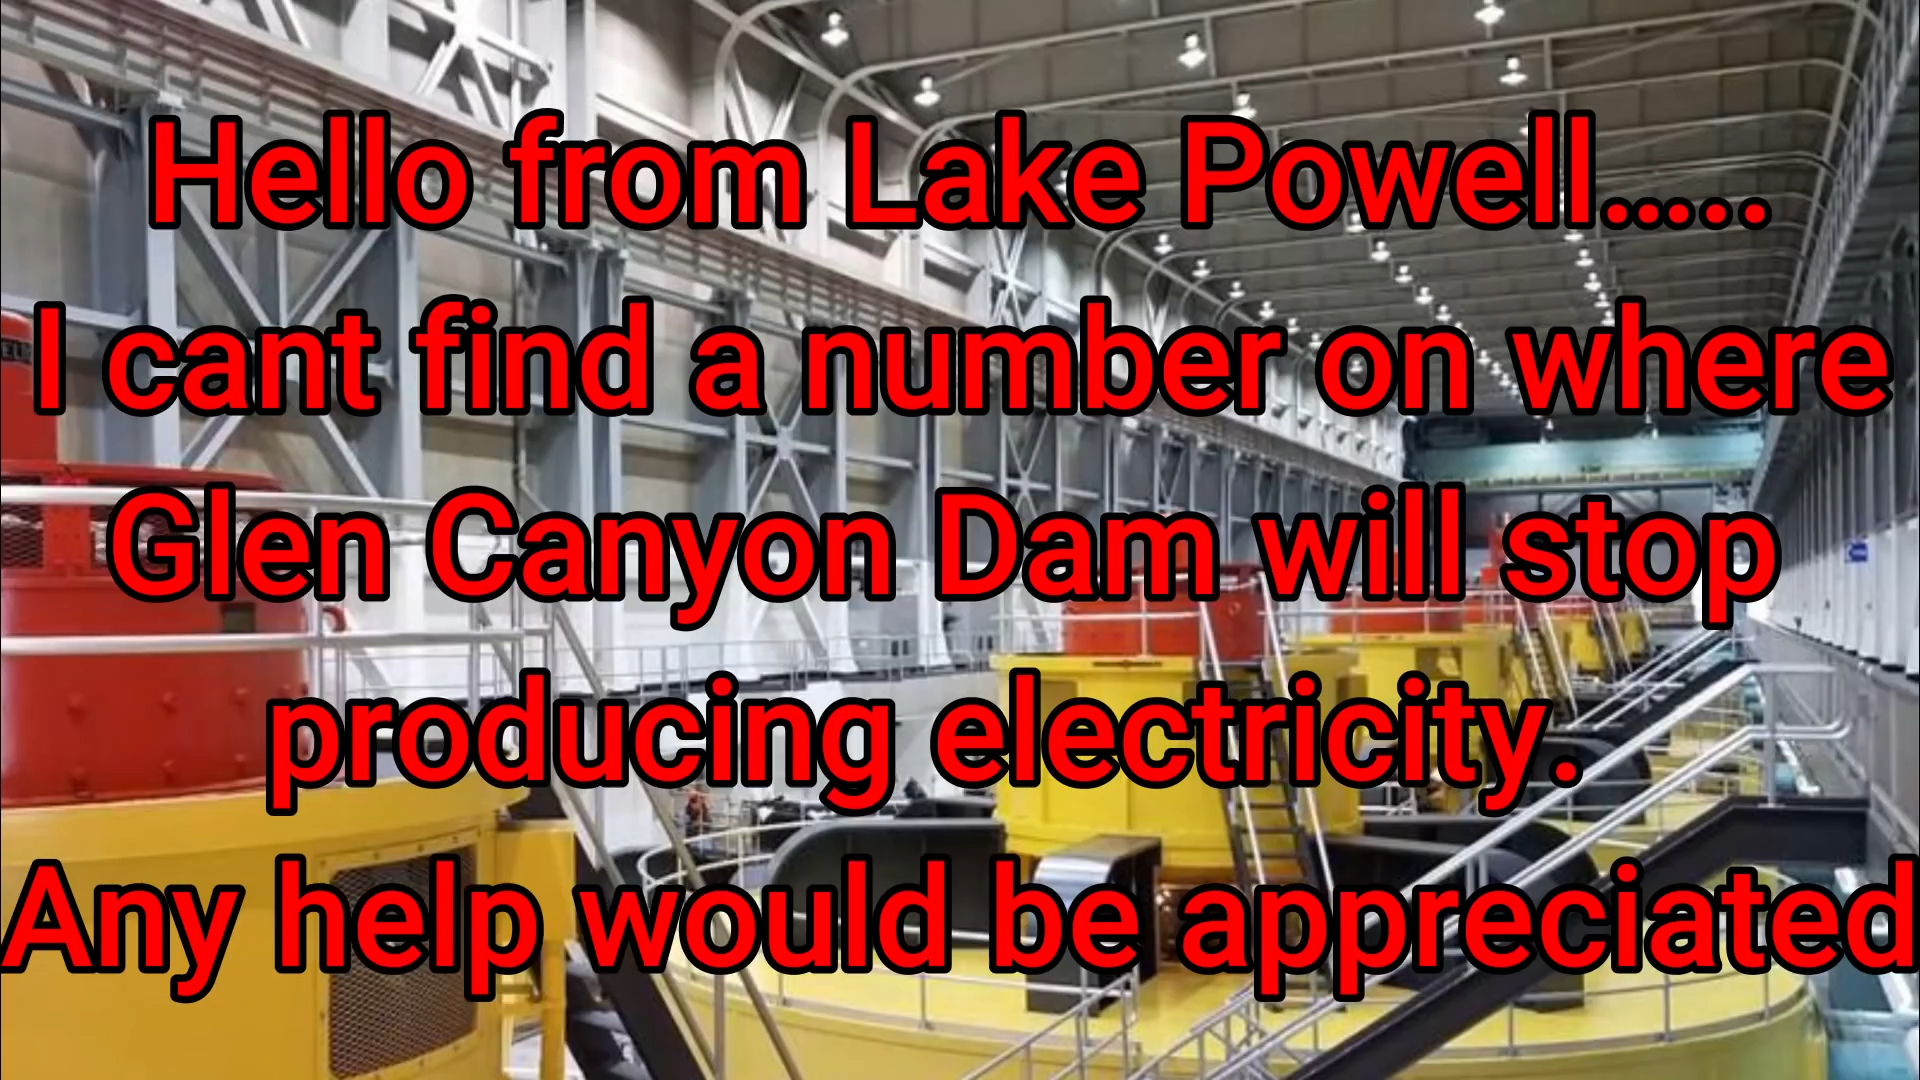 Hello from Lake Powell.....
I cant find a number on where
Glen Canyon Dam will stop
producing electricity.
Any help would be appreciated